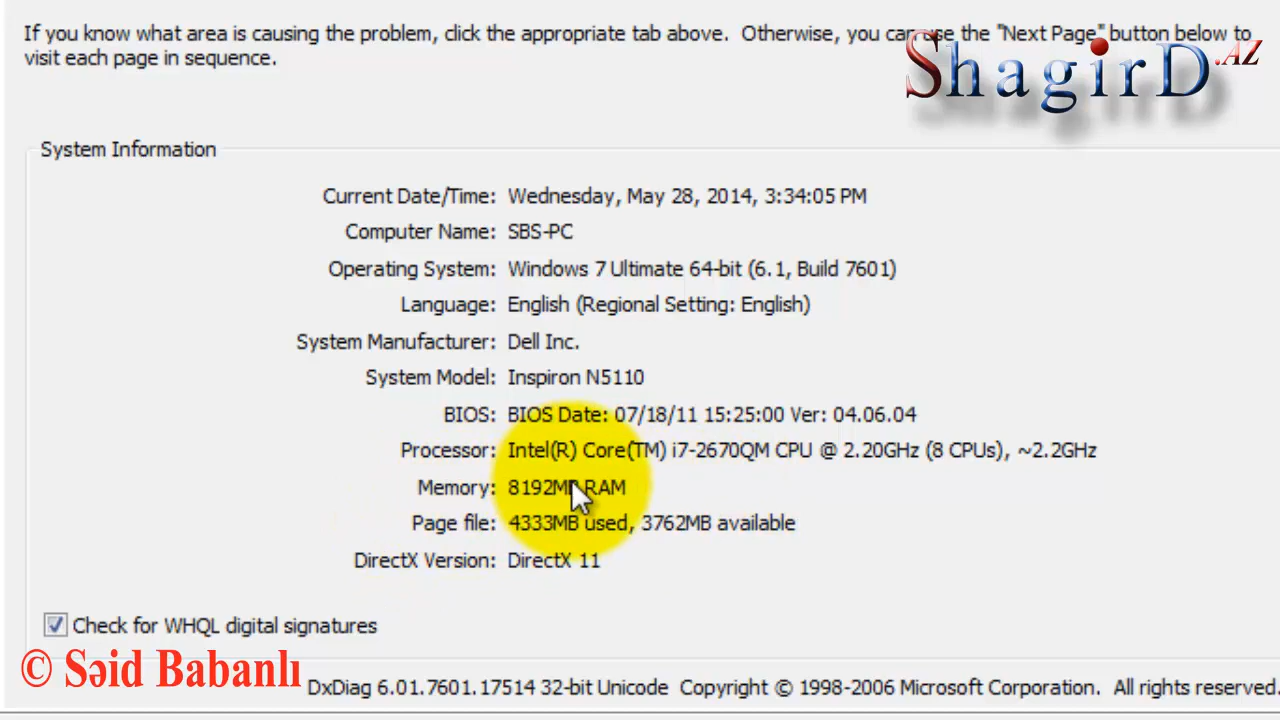 If you know what area is causing the problem, click the appropriate tab above.  Otherwise, you can use the "Next Page" button below to
visit each page in sequence.
ShagirD.AZ
System Information
Current Date/Time: Wednesday, May 28, 2014, 3:34:05 PM
Computer Name: SBS-PC
Operating System: Windows 7 Ultimate 64-bit (6.1, Build 7601)
Language: English (Regional Setting: English)
System Manufacturer: Dell Inc.
System Model: Inspiron N5110
BIOS: BIOS Date: 07/18/11 15:25:00 Ver: 04.06.04
Processor: Intel(R) Core(TM) i7-2670QM CPU @ 2.20GHz (8 CPUs), ~2.2GHz
Memory: 8192MB RAM
Page file: 4333MB used, 3762MB available
DirectX Version: DirectX 11
Check for WHQL digital signatures
© Səid Babanlı
DxDiag 6.01.7601.17514 32-bit Unicode  Copyright © 1998-2006 Microsoft Corporation.  All rights reserved.